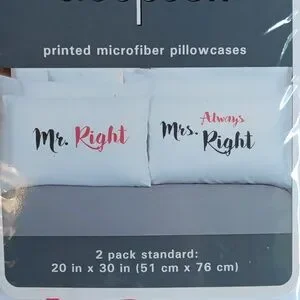 printed microfiber pillowcases
Mr. Right
Mrs. Always
Right
2 pack standard:
20 in x 30 in (51 cm x 76 cm)